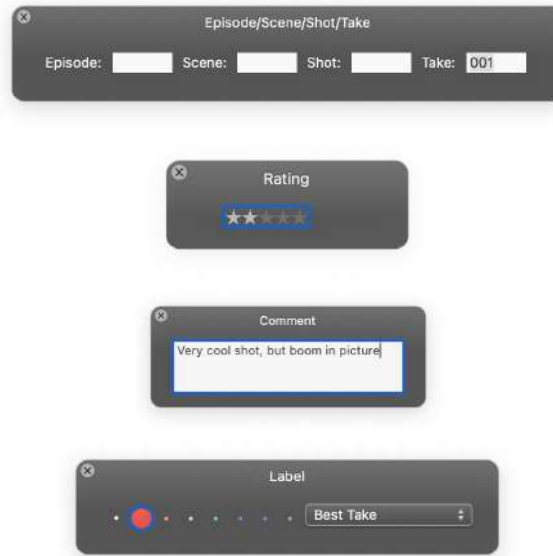 Episode/Scene/Shot/Take
Episode: Scene: Shot: Take: 001
Rating
Comment
Very cool shot, but boom in picture
Label
Best Take